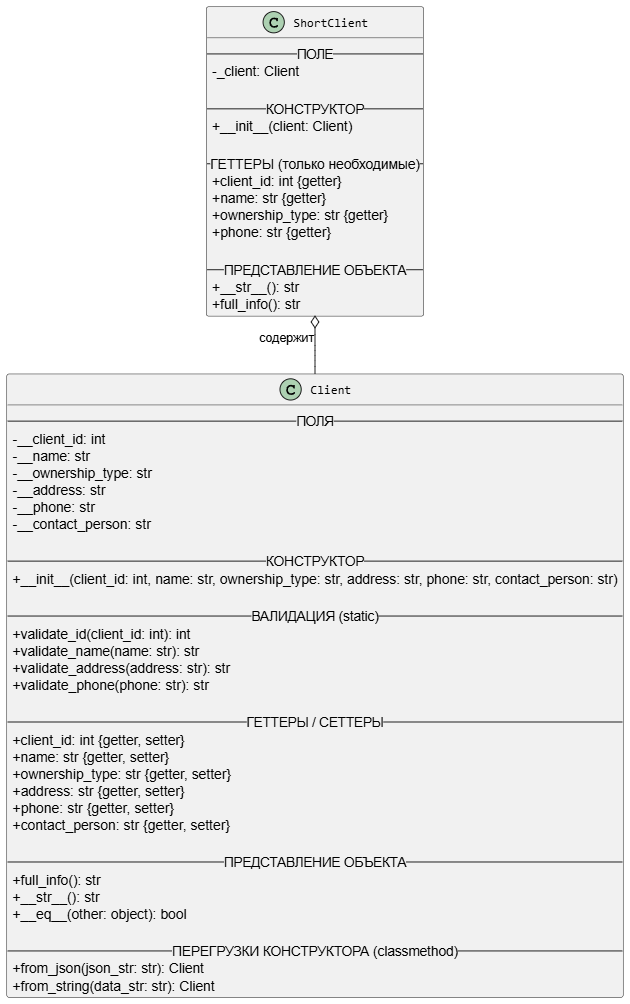 C ShortClient
ПОЛЕ
-_client: Client
КОНСТРУКТОР
+__init__(client: Client)
ГЕТТЕРЫ (только необходимые)
+client_id: int {getter}
+name: str {getter}
+ownership_type: str {getter}
+phone: str {getter}
ПРЕДСТАВЛЕНИЕ ОБЪЕКТА
+__str__(): str
+full_info(): str
содержит
C Client
ПОЛЯ
-__client_id: int
-__name: str
-__ownership_type: str
-__address: str
-__phone: str
-__contact_person: str
КОНСТРУКТОР
+__init__(client_id: int, name: str, ownership_type: str, address: str, phone: str, contact_person: str)
ВАЛИДАЦИЯ (static)
+validate_id(client_id: int): int
+validate_name(name: str): str
+validate_address(address: str): str
+validate_phone(phone: str): str
ГЕТТЕРЫ / СЕТТЕРЫ
+client_id: int {getter, setter}
+name: str {getter, setter}
+ownership_type: str {getter, setter}
+address: str {getter, setter}
+phone: str {getter, setter}
+contact_person: str {getter, setter}
ПРЕДСТАВЛЕНИЕ ОБЪЕКТА
+full_info(): str
+__str__(): str
+__eq__(other: object): bool
ПЕРЕГРУЗКИ КОНСТРУКТОРА (classmethod)
+from_json(json_str: str): Client
+from_string(data_str: str): Client